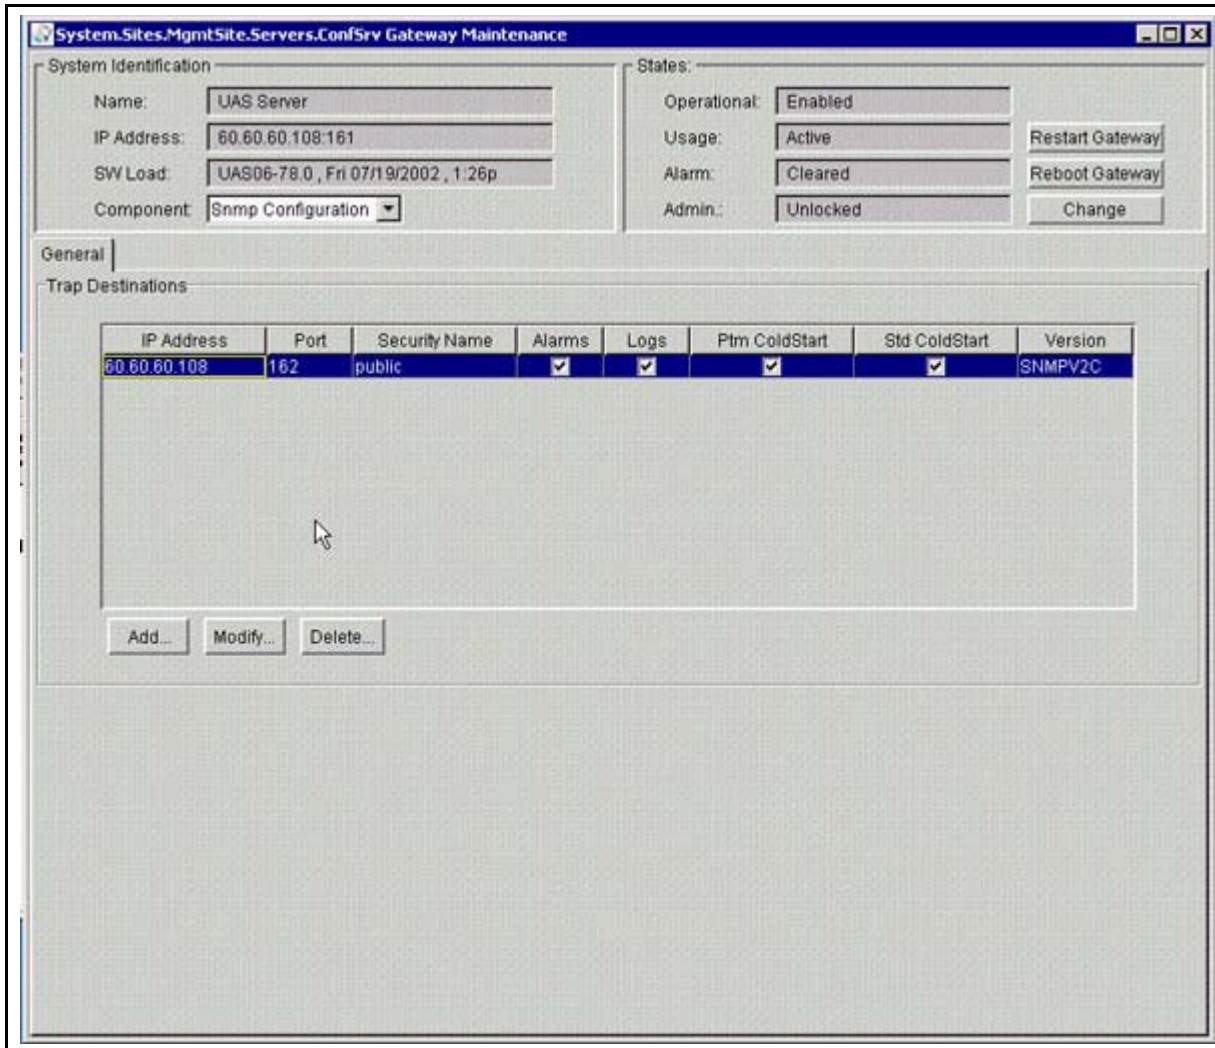 System.Sites.MgmtSite.Servers.ConfSrv Gateway Maintenance
System Identification
Name: UAS Server
IP Address: 60.60.60.108:161
SW Load: UAS06-78.0 , Fri 07/19/2002 , 1:26p
Component: Snmp Configuration
States:
Operational: Enabled
Usage: Active Restart Gateway
Alarm: Cleared Reboot Gateway
Admin.: Unlocked Change
General
Trap Destinations
IP Address Port Security Name Alarms Logs Ptm ColdStart Std ColdStart Version
60.60.60.108 162 public SNMPV2C
Add... Modify... Delete...